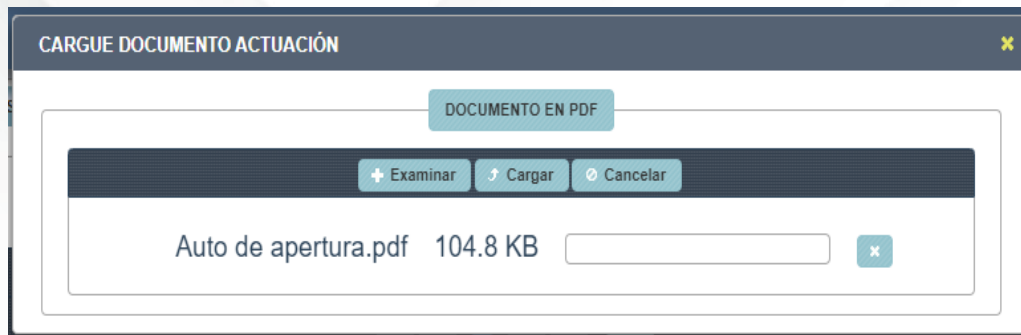 CARGUE DOCUMENTO ACTUACIÓN
DOCUMENTO EN PDF
Examinar Cargar Cancelar
Auto de apertura.pdf 104.8 KB